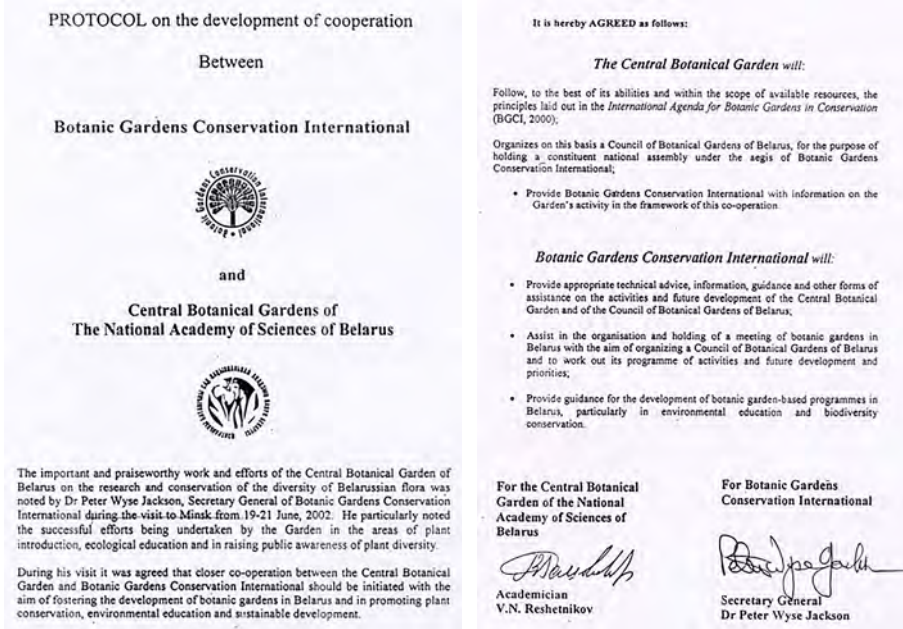 PROTOCOL on the development of cooperation
Between
Botanic Gardens Conservation International
Botanic Gardens Conservation International
and
Central Botanical Gardens of
The National Academy of Sciences of Belarus
The important and praiseworthy work and efforts of the Central Botanical Garden of
Belarus on the research and conservation of the diversity of Belarussian flora was
noted by Dr Peter Wyse Jackson, Secretary General of Botanic Gardens Conservation
International during the visit to Minsk from 19-21 June, 2002. He particularly noted
the successful efforts being undertaken by the Garden in the areas of plant
introduction, ecological education and in raising public awareness of plant diversity.
During his visit it was agreed that closer co-operation between the Central Botanical
Garden and Botanic Gardens Conservation International should be initiated with the
aim of fostering the development of botanic gardens in Belarus and in promoting plant
conservation, environmental education and sustainable development.
It is hereby AGREED as follows:
The Central Botanical Garden will:
Follow, to the best of its abilities and within the scope of available resources, the
principles laid out in the International Agenda for Botanic Gardens in Conservation
(BGCI, 2000);
Organizes on this basis a Council of Botanical Gardens of Belarus, for the purpose of
holding a constituent national assembly under the aegis of Botanic Gardens
Conservation International;
• Provide Botanic Gardens Conservation International with information on the
Garden's activity in the framework of this co-operation
Botanic Gardens Conservation International will:
• Provide appropriate technical advice, information, guidance and other forms of
assistance on the activities and future development of the Central Botanical
Garden and of the Council of Botanical Gardens of Belarus;
• Assist in the organisation and holding of a meeting of botanic gardens in
Belarus with the aim of organizing a Council of Botanical Gardens of Belarus
and to work out its programme of activities and future development and
priorities;
• Provide guidance for the development of botanic garden-based programmes in
Belarus, particularly in environmental education and biodiversity
conservation.
For the Central Botanical
Garden of the National
Academy of Sciences of
Belarus
Academician
V.N. Reshetnikov
For Botanic Gardens
Conservation International
Peter Wyse Jackson
Secretary General
Dr Peter Wyse Jackson